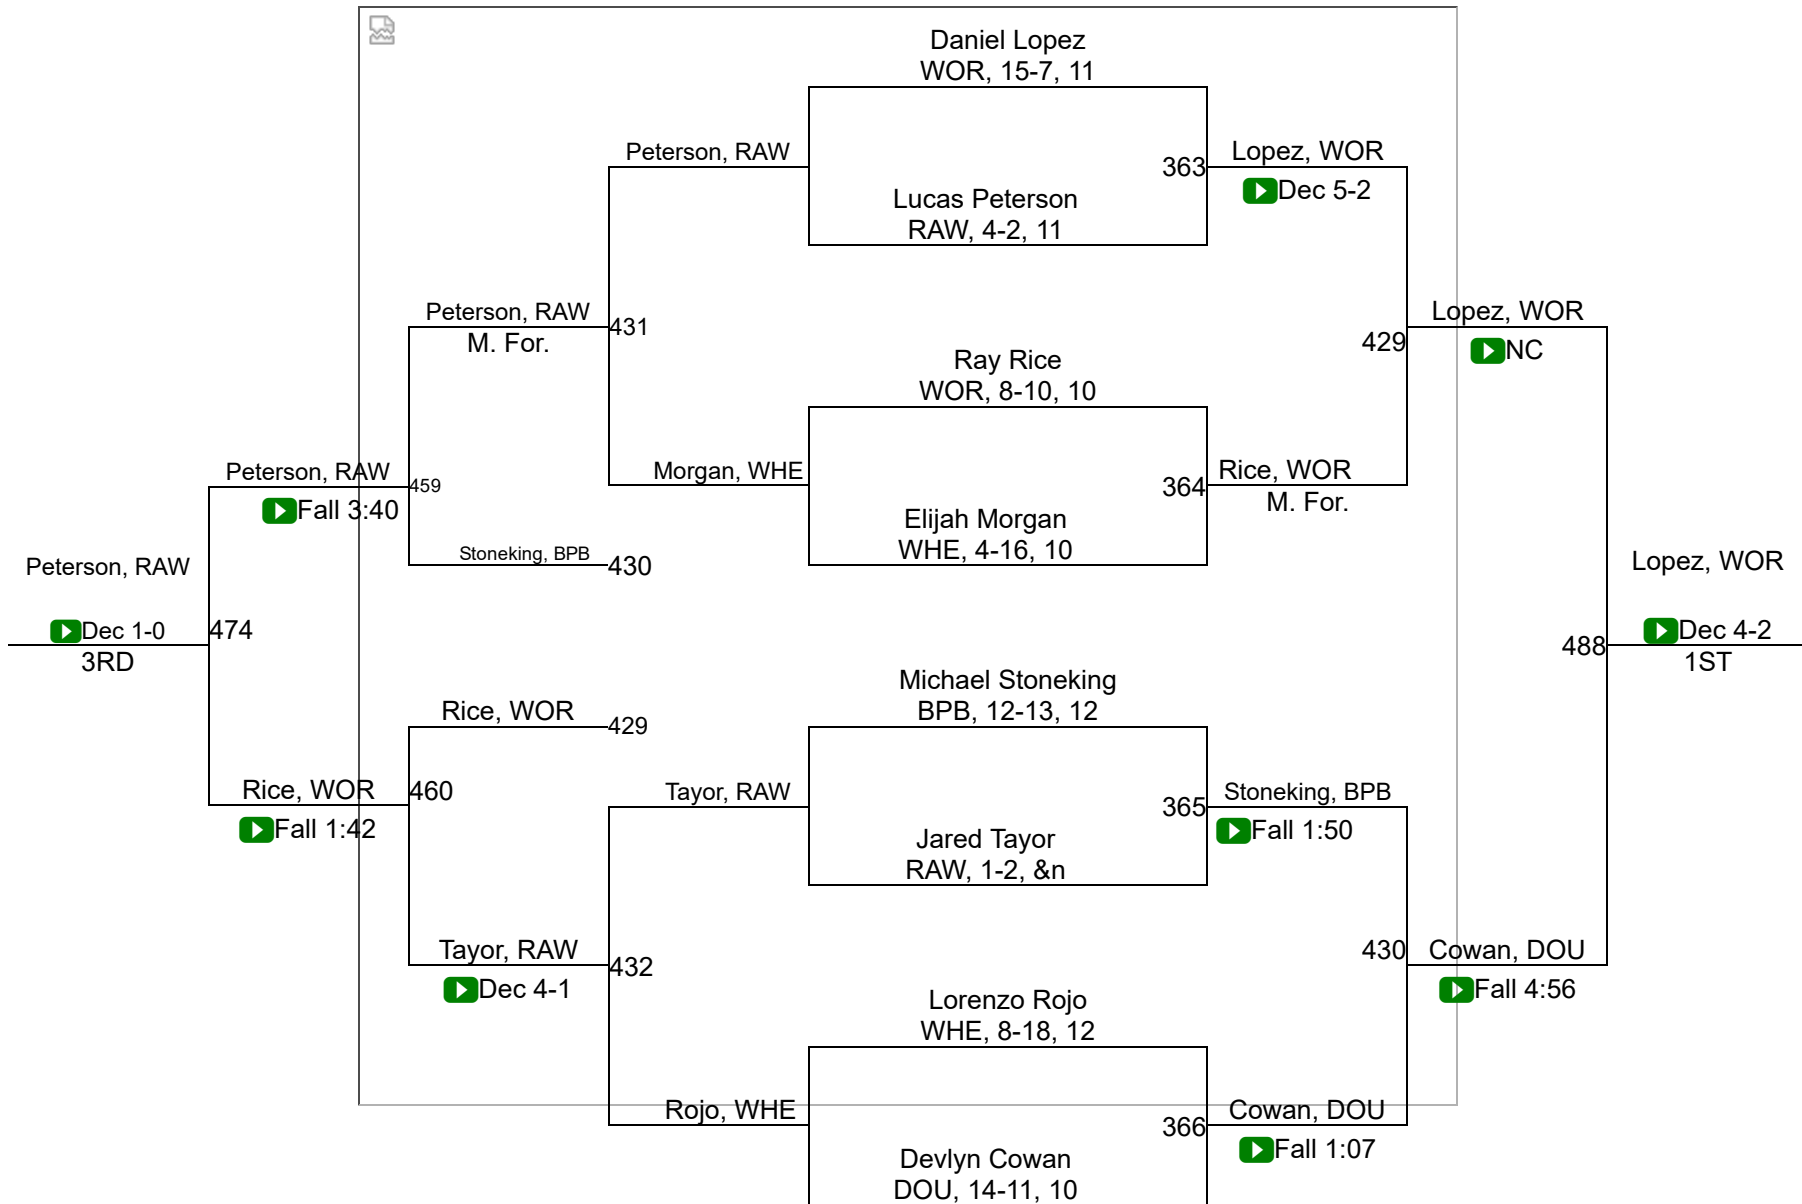 Daniel Lopez
WOR, 15-7, 11
Peterson, RAW
363
Lopez, WOR
Dec 5-2
Lucas Peterson
RAW, 4-2, 11
Peterson, RAW
M. For.
431
Lopez, WOR
NC
429
Ray Rice
WOR, 8-10, 10
Peterson, RAW
Fall 3:40
459
Morgan, WHE
364
Rice, WOR
M. For.
Elijah Morgan
WHE, 4-16, 10
Stoneking, BPB
430
Peterson, RAW
Dec 1-0
3RD
474
Lopez, WOR
488
Dec 4-2
1ST
Michael Stoneking
BPB, 12-13, 12
Rice, WOR
429
Rice, WOR
Fall 1:42
460
Tayor, RAW
365
Stoneking, BPB
Fall 1:50
Jared Tayor
RAW, 1-2, &n
Tayor, RAW
Dec 4-1
432
430
Cowan, DOU
Fall 4:56
Lorenzo Rojo
WHE, 8-18, 12
Rojo, WHE
366
Cowan, DOU
Fall 1:07
Devlyn Cowan
DOU, 14-11, 10